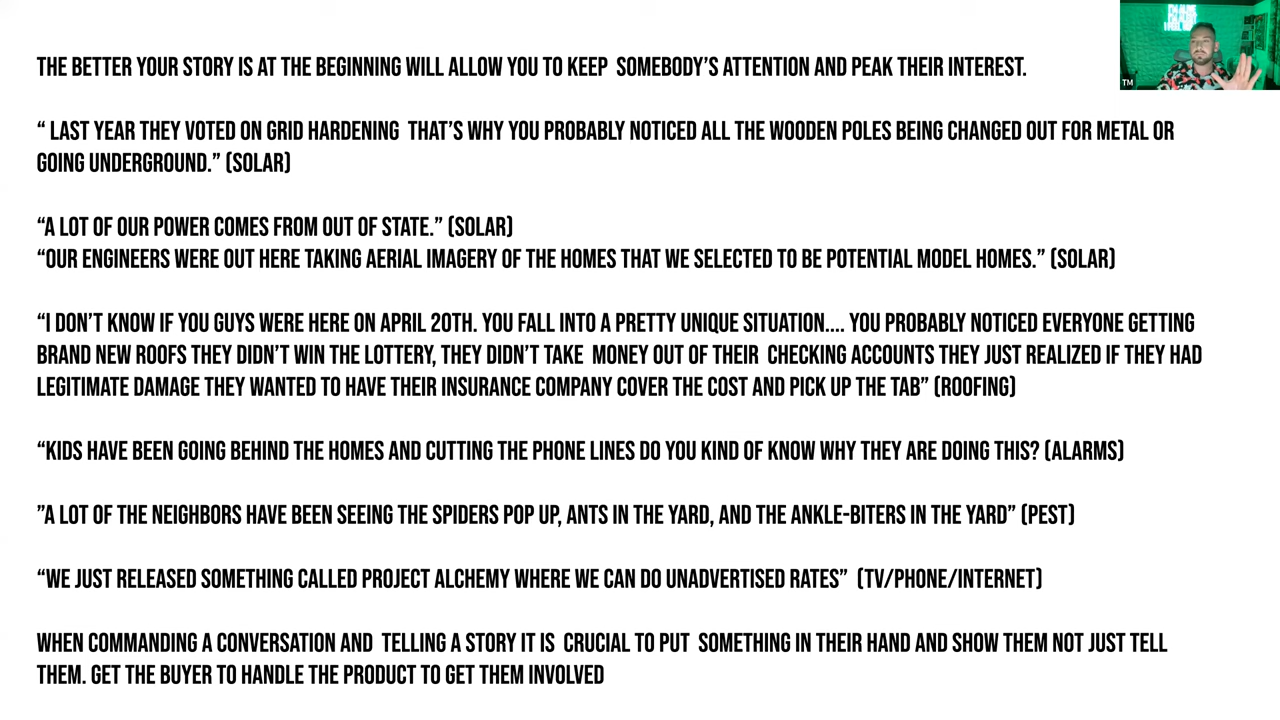 THE BETTER YOUR STORY IS AT THE BEGINNING WILL ALLOW YOU TO KEEP SOMEBODY'S ATTENTION AND PEAK THEIR INTEREST.
“ LAST YEAR THEY VOTED ON GRID HARDENING THAT'S WHY YOU PROBABLY NOTICED ALL THE WOODEN POLES BEING CHANGED OUT FOR METAL OR
GOING UNDERGROUND.” (SOLAR)
“A LOT OF OUR POWER COMES FROM OUT OF STATE.” (SOLAR)
“OUR ENGINEERS WERE OUT HERE TAKING AERIAL IMAGERY OF THE HOMES THAT WE SELECTED TO BE POTENTIAL MODEL HOMES.” (SOLAR)
“I DON'T KNOW IF YOU GUYS WERE HERE ON APRIL 20TH. YOU FALL INTO A PRETTY UNIQUE SITUATION.... YOU PROBABLY NOTICED EVERYONE GETTING
BRAND NEW ROOFS THEY DIDN'T WIN THE LOTTERY, THEY DIDN'T TAKE MONEY OUT OF THEIR CHECKING ACCOUNTS THEY JUST REALIZED IF THEY HAD
LEGITIMATE DAMAGE THEY WANTED TO HAVE THEIR INSURANCE COMPANY COVER THE COST AND PICK UP THE TAB” (ROOFING)
“KIDS HAVE BEEN GOING BEHIND THE HOMES AND CUTTING THE PHONE LINES DO YOU KIND OF KNOW WHY THEY ARE DOING THIS? (ALARMS)
”A LOT OF THE NEIGHBORS HAVE BEEN SEEING THE SPIDERS POP UP, ANTS IN THE YARD, AND THE ANKLE-BITERS IN THE YARD” (PEST)
“WE JUST RELEASED SOMETHING CALLED PROJECT ALCHEMY WHERE WE CAN DO UNADVERTISED RATES” (TV/PHONE/INTERNET)
WHEN COMMANDING A CONVERSATION AND TELLING A STORY IT IS CRUCIAL TO PUT SOMETHING IN THEIR HAND AND SHOW THEM NOT JUST TELL
THEM. GET THE BUYER TO HANDLE THE PRODUCT TO GET THEM INVOLVED
TM